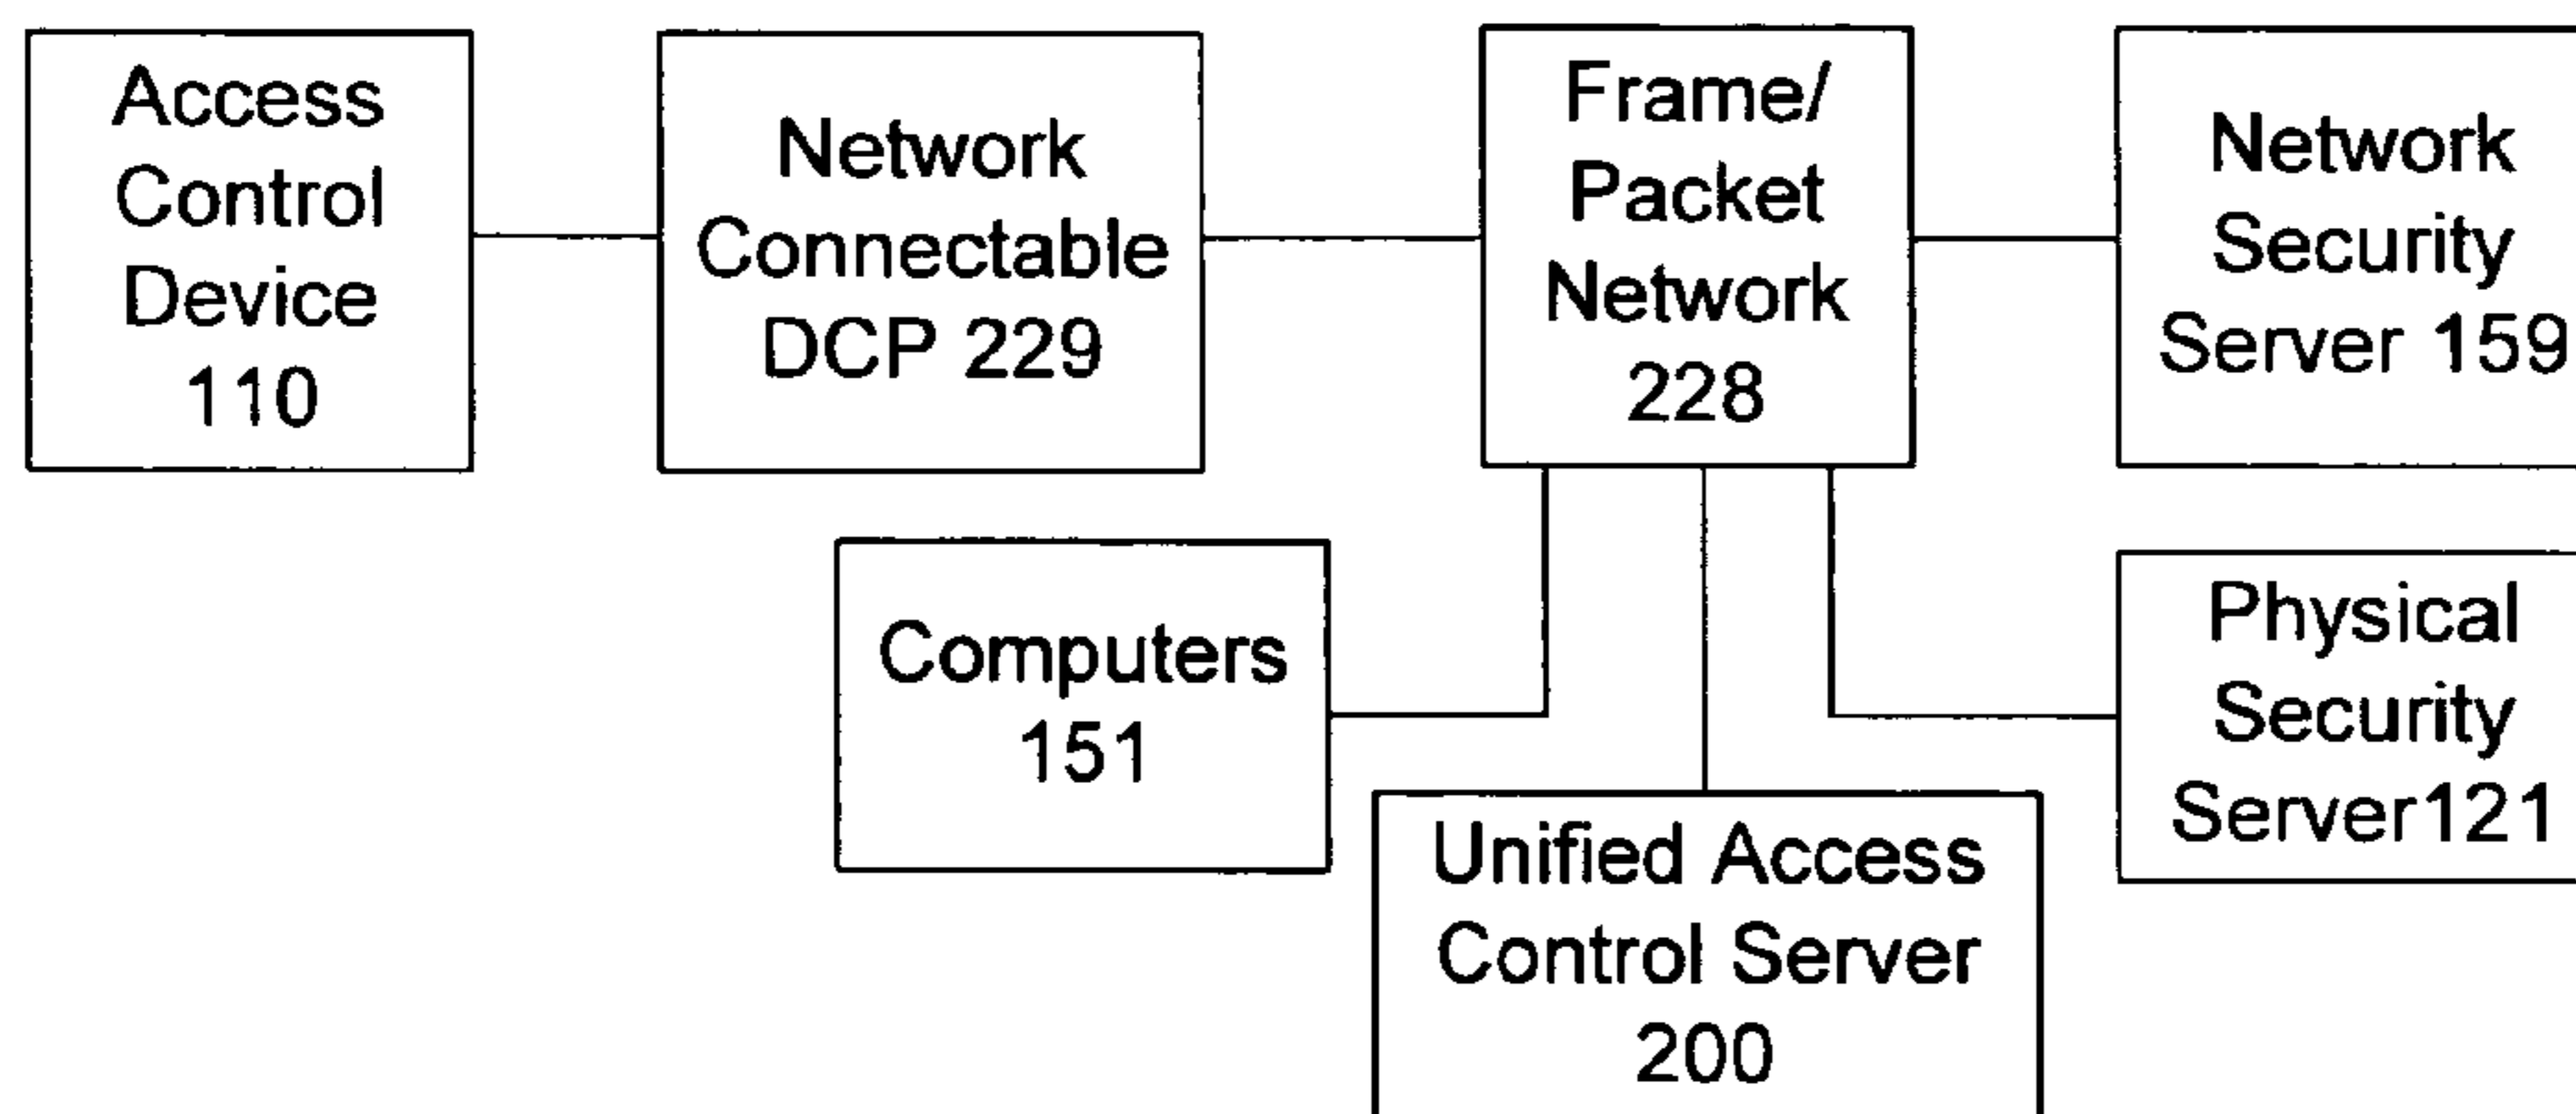 Access
Control
Device
110
Network
Connectable
DCP 229
Frame/
Packet
Network
228
Network
Security
Server 159
Computers
151
Physical
Security
Server121
Unified Access
Control Server
200